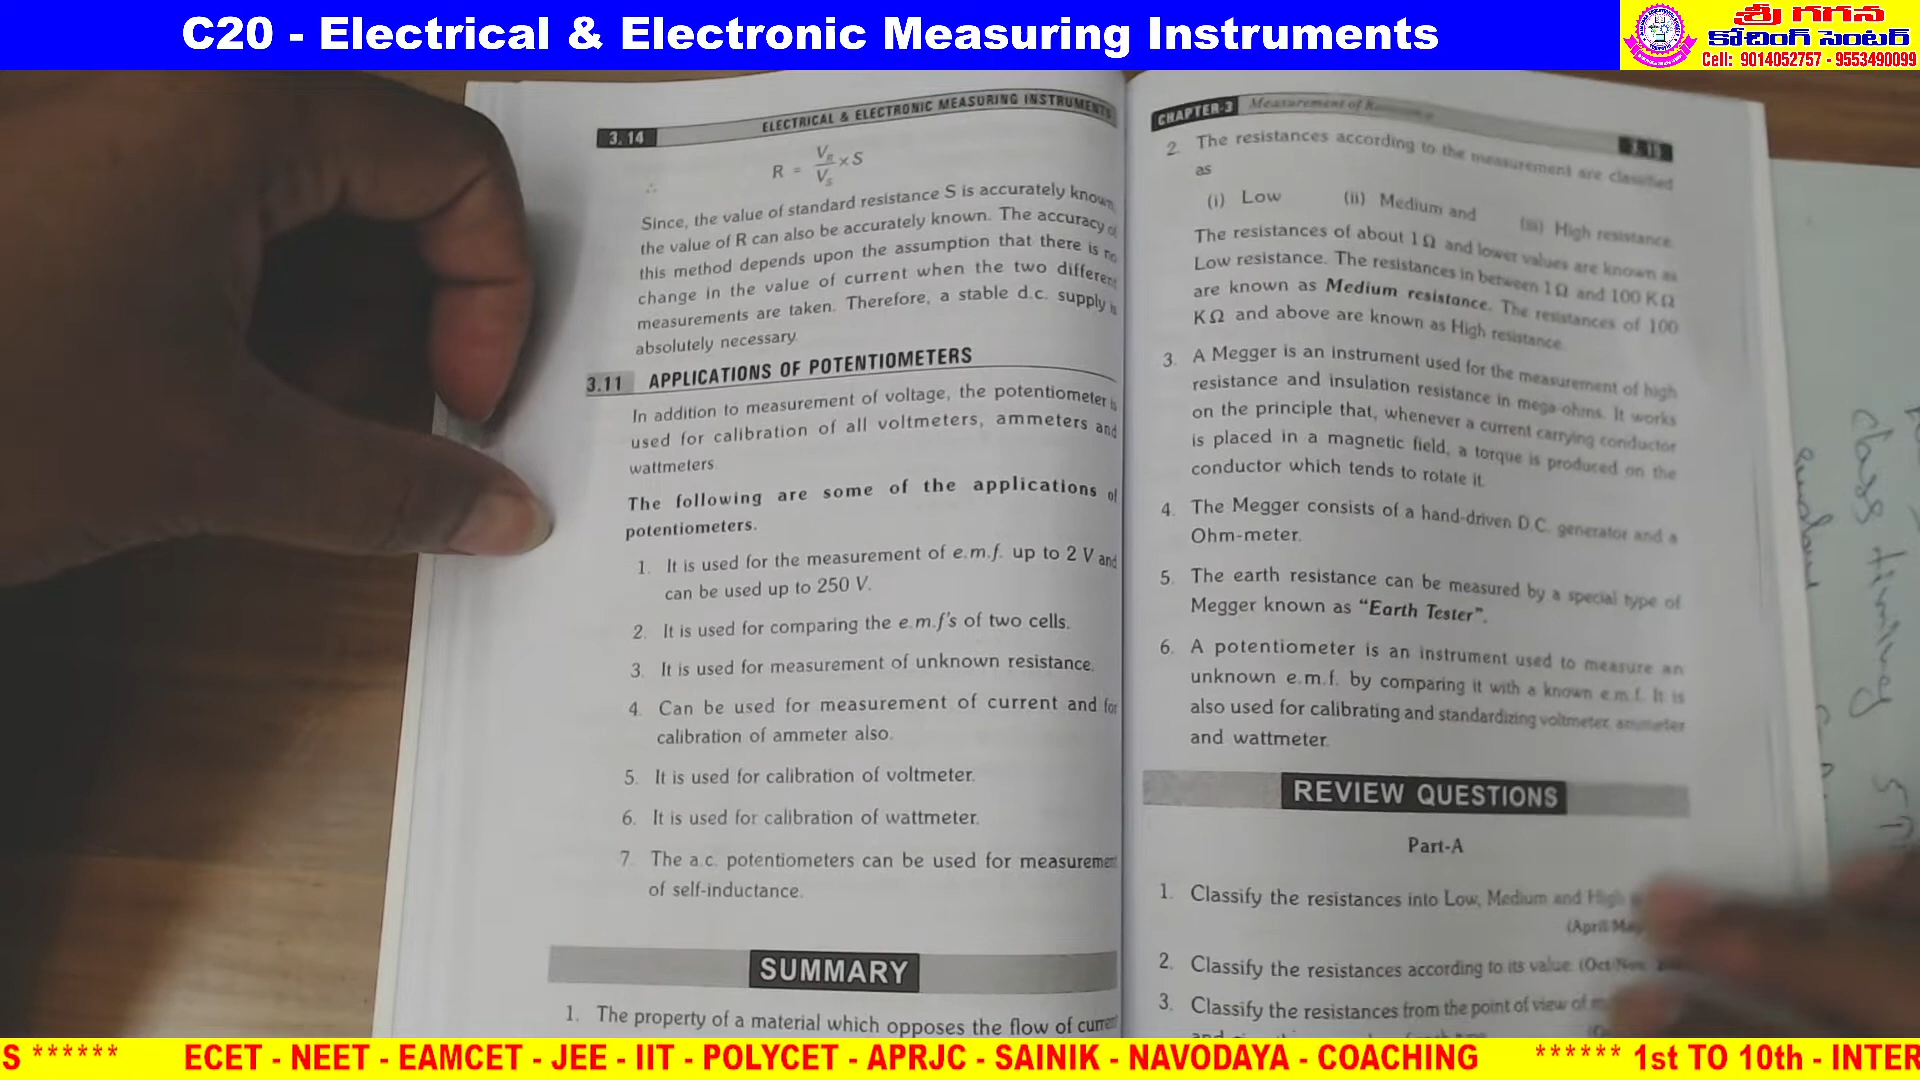 C20 - Electrical & Electronic Measuring Instruments
శ్రీ గగన
కోచింగ్ సెంటర్
Cell: 9014052757 - 9553490099
3.14
ELECTRICAL & ELECTRONIC MEASURING INSTRUMENTS
∴ R = V_R/V_S × S
Since, the value of standard resistance S is accurately known,
the value of R can also be accurately known. The accuracy of
this method depends upon the assumption that there is no
change in the value of current when the two different
measurements are taken. Therefore, a stable d.c. supply is
absolutely necessary.
3.11 APPLICATIONS OF POTENTIOMETERS
In addition to measurement of voltage, the potentiometer is
used for calibration of all voltmeters, ammeters and
wattmeters.
The following are some of the applications of
potentiometers.
1. It is used for the measurement of e.m.f. up to 2 V and
can be used up to 250 V.
2. It is used for comparing the e.m.f's of two cells.
3. It is used for measurement of unknown resistance.
4. Can be used for measurement of current and for
calibration of ammeter also.
5. It is used for calibration of voltmeter.
6. It is used for calibration of wattmeter.
7. The a.c. potentiometers can be used for measurement
of self-inductance.
SUMMARY
1. The property of a material which opposes the flow of current
CHAPTER-3 Measurement of
2. The resistances according to the measurement are classified
as
(i) Low (ii) Medium and (iii) High resistance.
The resistances of about 1 Ω and lower values are known as
Low resistance. The resistances in between 1 Ω and 100 KΩ
are known as Medium resistance. The resistances of 100
KΩ and above are known as High resistance.
3. A Megger is an instrument used for the measurement of high
resistance and insulation resistance in mega-ohms. It works
on the principle that, whenever a current carrying conductor
is placed in a magnetic field, a torque is produced on the
conductor which tends to rotate it.
4. The Megger consists of a hand-driven D.C. generator and a
Ohm-meter.
5. The earth resistance can be measured by a special type of
Megger known as "Earth Tester".
6. A potentiometer is an instrument used to measure an
unknown e.m.f. by comparing it with a known e.m.f. It is
also used for calibrating and standardizing voltmeter, ammeter
and wattmeter.
REVIEW QUESTIONS
Part-A
1. Classify the resistances into Low, Medium and High
(April May
2. Classify the resistances according to its value. (Oct/Nov.
3. Classify the resistances from the point of view of
class timing
S ****** ECET - NEET - EAMCET - JEE - IIT - POLYCET - APRJC - SAINIK - NAVODAYA - COACHING ****** 1st TO 10th - INTER